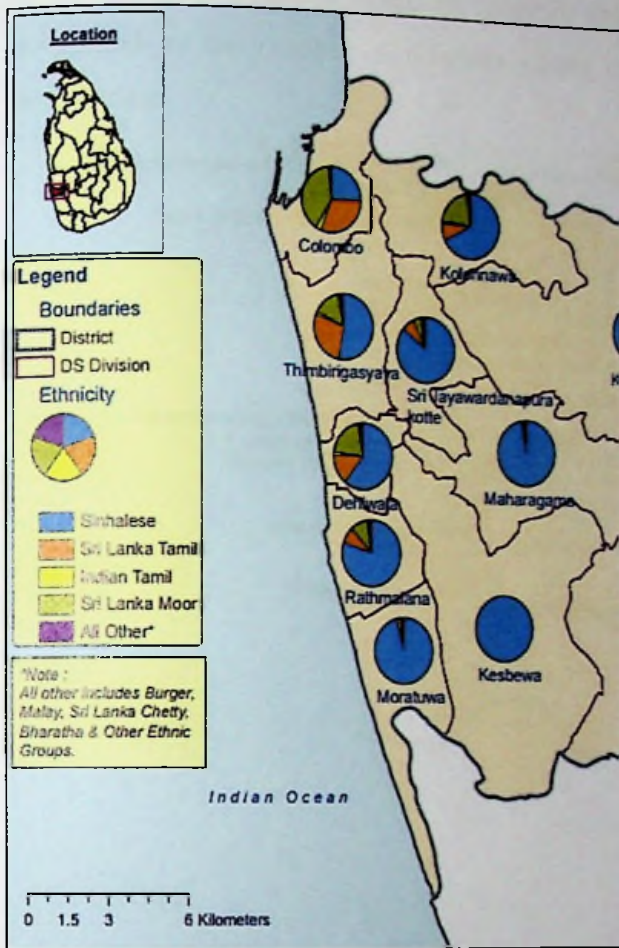 Location
Legend
Boundaries
District
DS Division
Ethnicity
Sinhalese
Sri Lanka Tamil
Indian Tamil
Sri Lanka Moor
All Other*
*Note :
All other includes Burger,
Malay, Sri Lanka Chetty,
Bharatha & Other Ethnic
Groups.
Colombo
Kolonnawa
Thimbirigasyaya
Sri Jayawardanapura
kotte
K
Maharagama
Dehiwala
Rathmalana
Moratuwa
Kesbewa
Indian Ocean
0 1.5 3 6 Kilometers